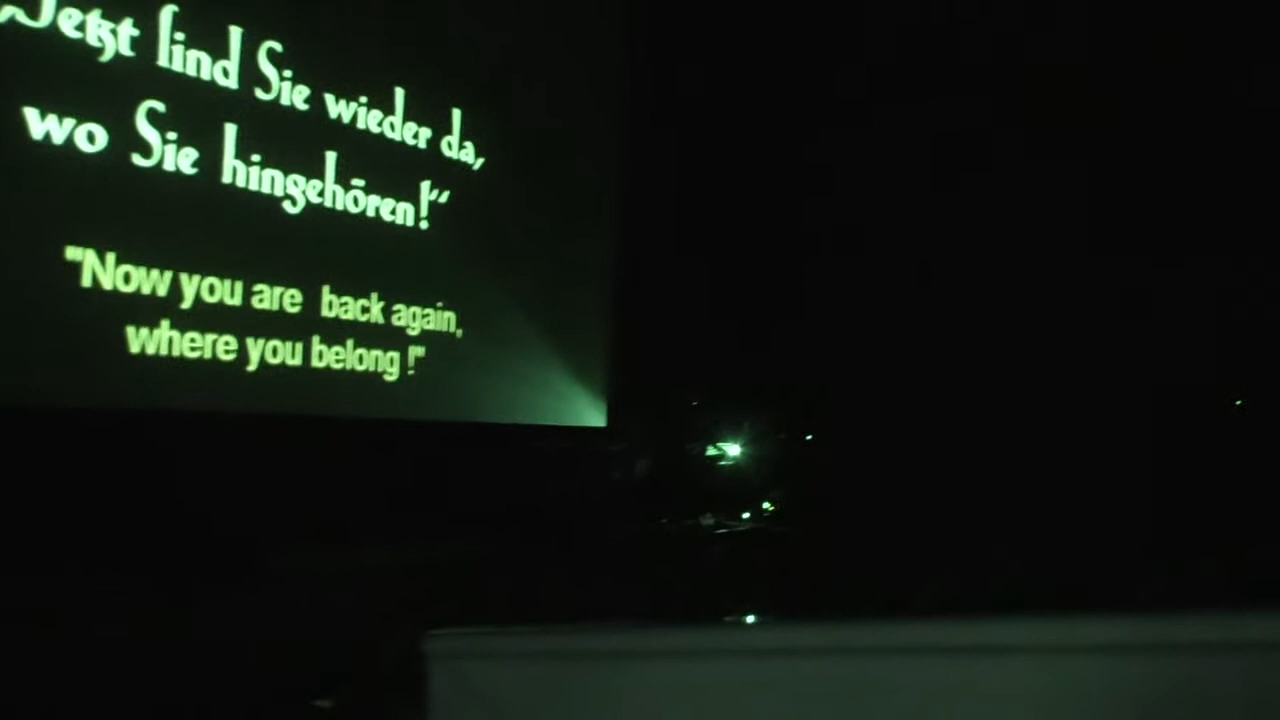 Jetzt sind Sie wieder da,
wo Sie hingehören!“
"Now you are back again,
where you belong !"